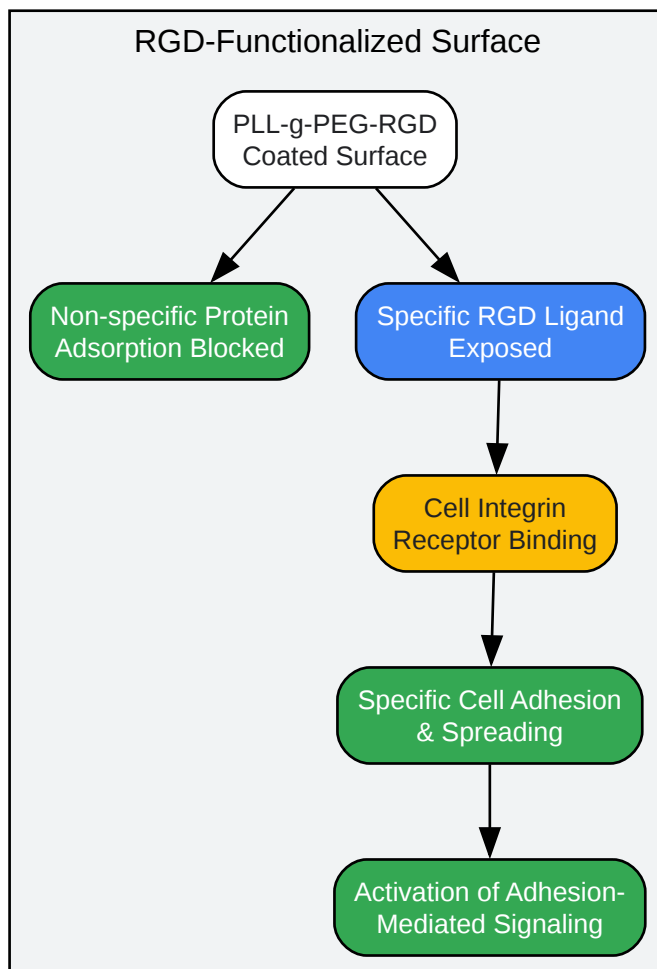 RGD-Functionalized Surface
PLL-g-PEG-RGD
Coated Surface
Non-specific Protein
Adsorption Blocked
Specific RGD Ligand
Exposed
Cell Integrin
Receptor Binding
Specific Cell Adhesion
& Spreading
Activation of Adhesion-
Mediated Signaling